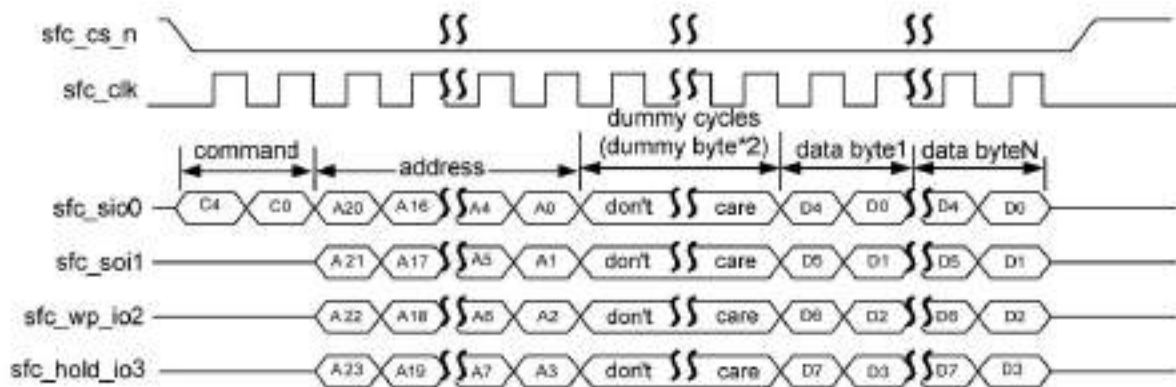 sfc_cs_n
sfc_clk
dummy cycles
(dummy byte*2)
command
address
data byte1
data byteN
sfc_sio0 C4 C0 A20 A16 A4 A0 don't care D4 D0 D4 D0
sfc_soi1 A21 A17 A5 A1 don't care D5 D1 D5 D1
sfc_wp_io2 A22 A18 A6 A2 don't care D6 D2 D6 D2
sfc_hold_io3 A23 A19 A7 A3 don't care D7 D3 D7 D3